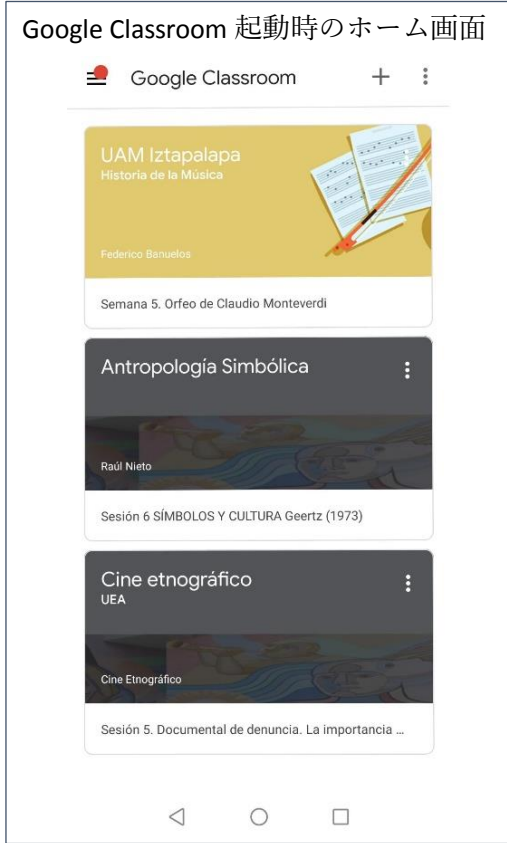 Google Classroom 起動時のホーム画面
Google Classroom
UAM Iztapalapa
Historia de la Música
Federico Banuelos
Semana 5. Orfeo de Claudio Monteverdi
Antropología Simbólica
Raúl Nieto
Sesión 6 SÍMBOLOS Y CULTURA Geertz (1973)
Cine etnográfico
UEA
Cine Etnográfico
Sesión 5. Documental de denuncia. La importancia ...